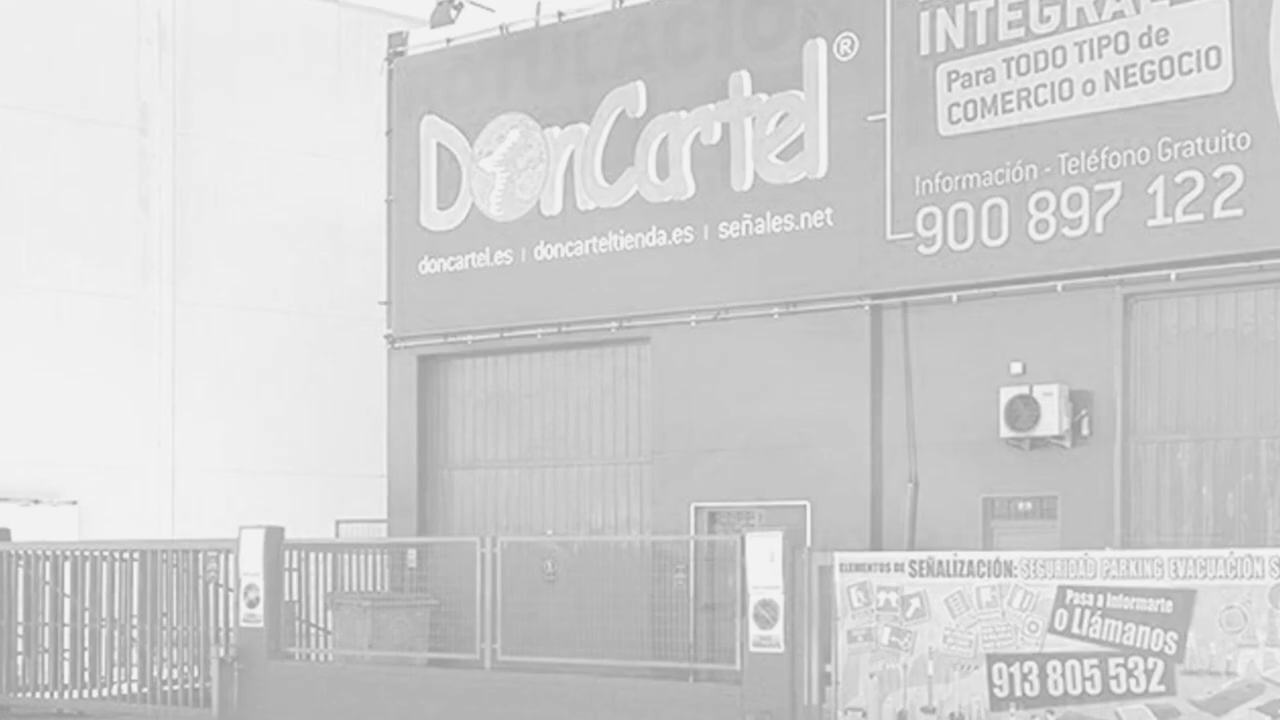 DonCartel®
doncartel.es | doncarteltienda.es | señales.net
INTEGRAL
Para TODO TIPO de
COMERCIO o NEGOCIO
Información - Teléfono Gratuito
900 897 122
ELEMENTOS DE SEÑALIZACIÓN: SEGURIDAD PARKING EVACUACIÓN S
Pasa a Informarte
O Llámanos
913 805 532